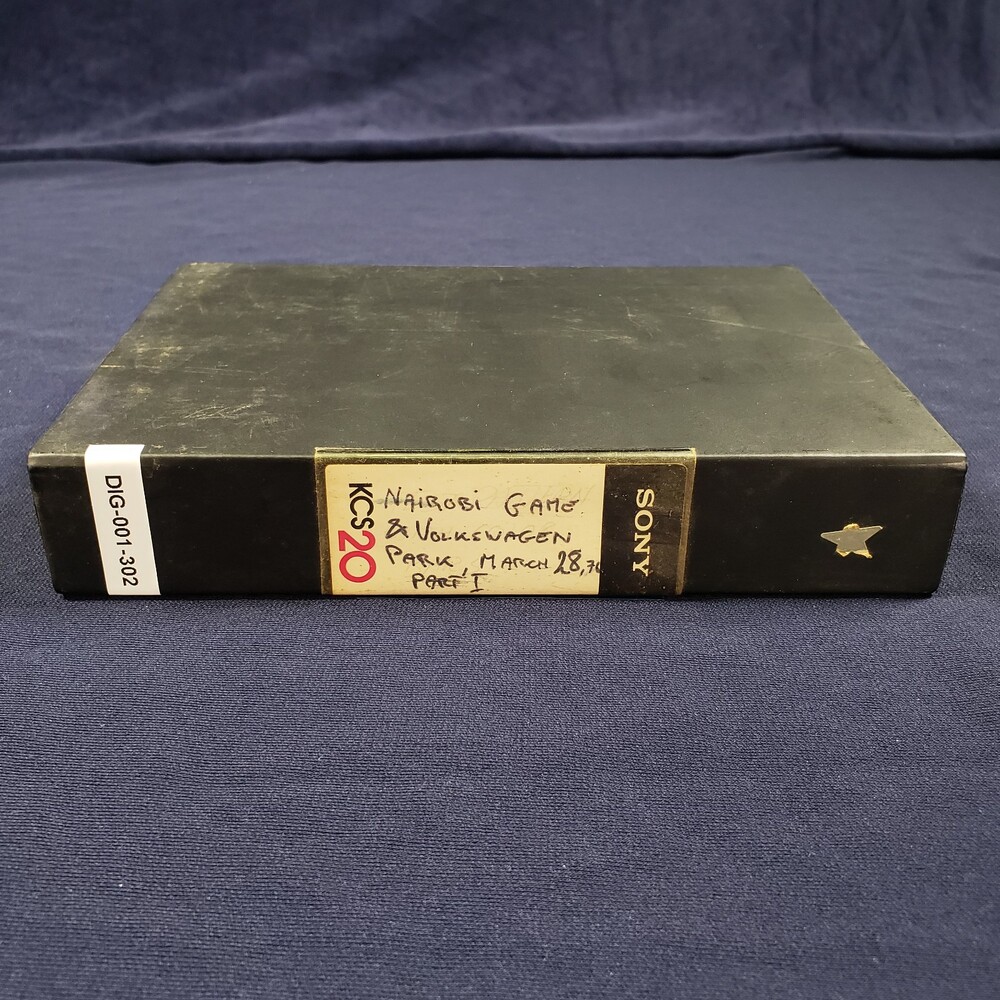 DIG-001-302
KCS20
NAIROBI GAME
& VOLKSWAGEN
PARK, MARCH 28,
PART I
SONY